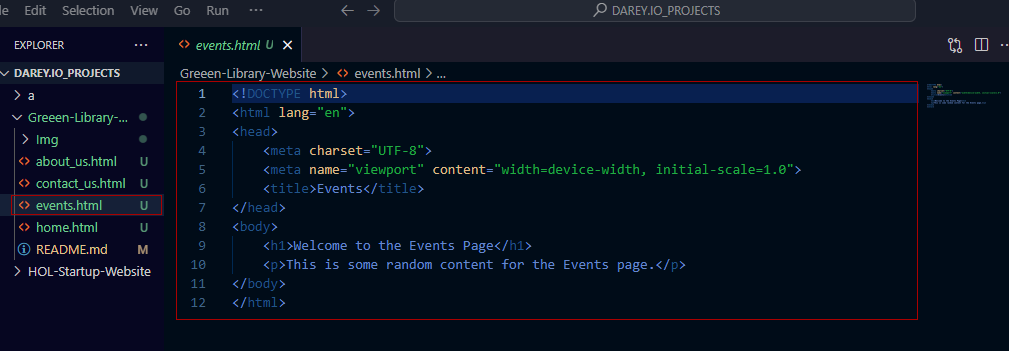 le Edit Selection View Go Run ··· DAREY.IO_PROJECTS
EXPLORER ···
DAREY.IO_PROJECTS
a
Greeen-Library-...
Img
about_us.html U
contact_us.html U
events.html U
home.html U
README.md M
HOL-Startup-Website
events.html U
Greeen-Library-Website > events.html > ...
1 <!DOCTYPE html>
2 <html lang="en">
3 <head>
4 <meta charset="UTF-8">
5 <meta name="viewport" content="width=device-width, initial-scale=1.0">
6 <title>Events</title>
7 </head>
8 <body>
9 <h1>Welcome to the Events Page</h1>
10 <p>This is some random content for the Events page.</p>
11 </body>
12 </html>